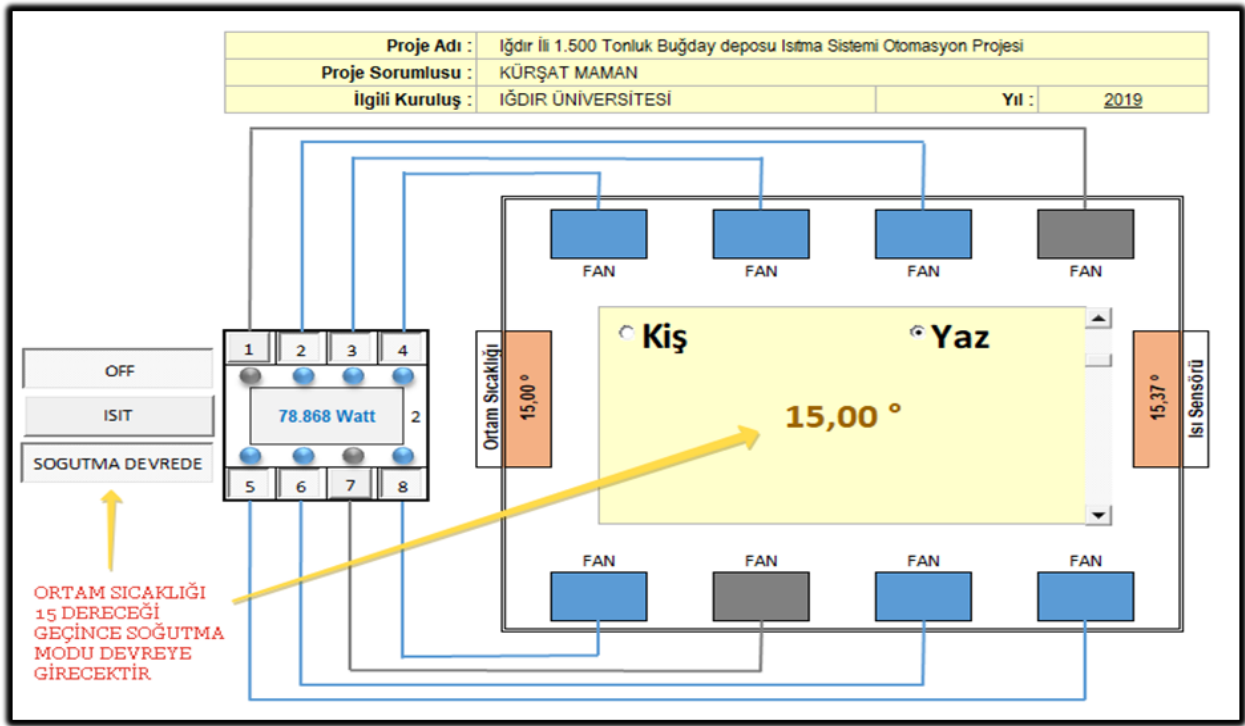 Proje Adı : Iğdır İli 1.500 Tonluk Buğday deposu Isıtma Sistemi Otomasyon Projesi
Proje Sorumlusu : KÜRŞAT MAMAN
İlgili Kuruluş : IĞDIR ÜNİVERSİTESİ Yıl : 2019
FAN FAN FAN FAN
Kiş Yaz
15,00 º
Ortam Sıcaklığı 15,00 º
15,37 º Isı Sensörü
1 2 3 4
78.868 Watt 2
5 6 7 8
OFF
ISIT
SOGUTMA DEVREDE
FAN FAN FAN FAN
ORTAM SICAKLIĞI
15 DERECEĞİ
GEÇİNCE SOĞUTMA
MODU DEVREYE
GİRECEKTİR